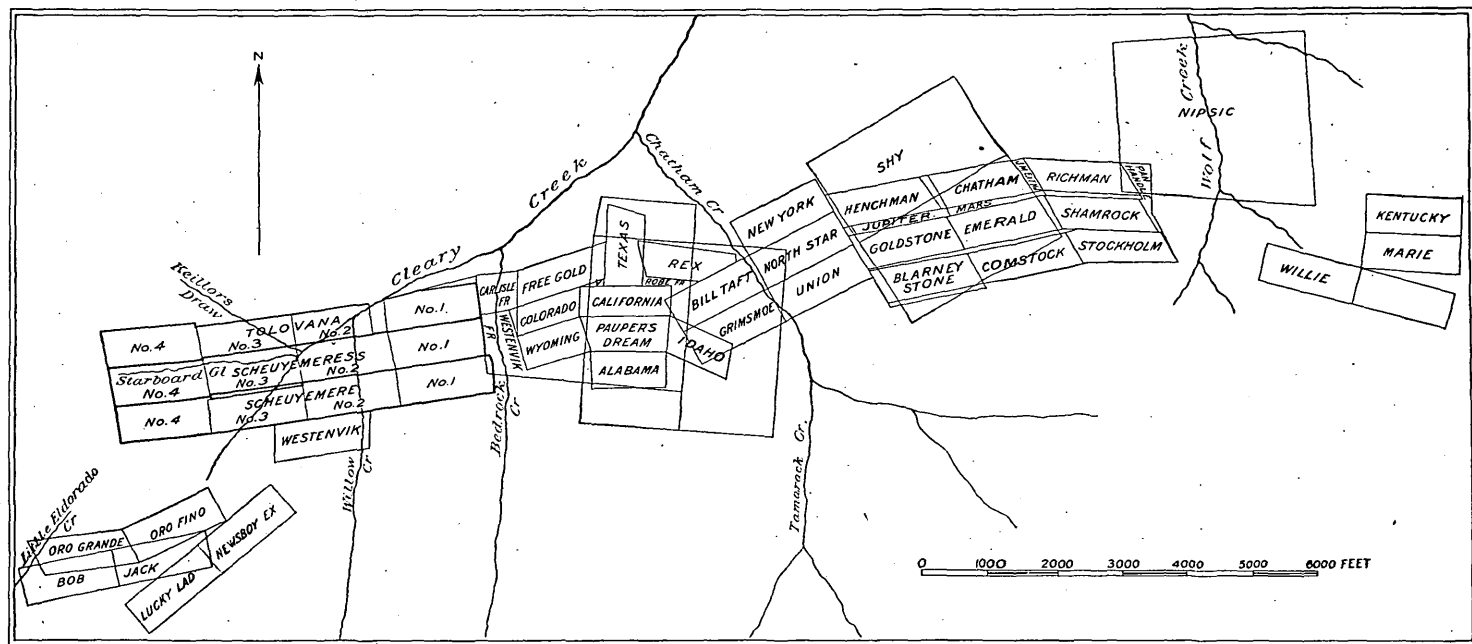 N
Creek
Wolf
NIPSIC
Chatham Cr
Creek
Cleary
Keillors
Draw
SHY
NEW YORK
HENCHMAN
CHATHAM
RICHMAN
PAN
HANDLE
JUPITER
MARS
NORTH STAR
GOLDSTONE
EMERALD
SHAMROCK
KENTUCKY
MARIE
WILLIE
BILL TAFT
UNION
BLARNEY
STONE
COMSTOCK
STOCKHOLM
TEXAS
REX
ROBE FR
GRIMSMOE
IDAHO
CARLISLE
FR
FREE GOLD
COLORADO
CALIFORNIA
WESTENVIK
FR
WYOMING
PAUPERS
DREAM
ALABAMA
TOLOVANA
No. 4
No. 3
No. 2
No. 1
Starboard Gl
SCHEUYEMERESS
No. 4
No. 3
No. 2
No. 1
SCHEUYEMERE
No. 4
No. 3
No. 2
No. 1
WESTENVIK
Willow
Cr
Bedrock
Cr
Tamarack Cr.
Little Eldorado
Cr
ORO GRANDE
ORO FINO
BOB
JACK
LUCKY LAD
NEWSBOY EX
0 1000 2000 3000 4000 5000 6000 FEET